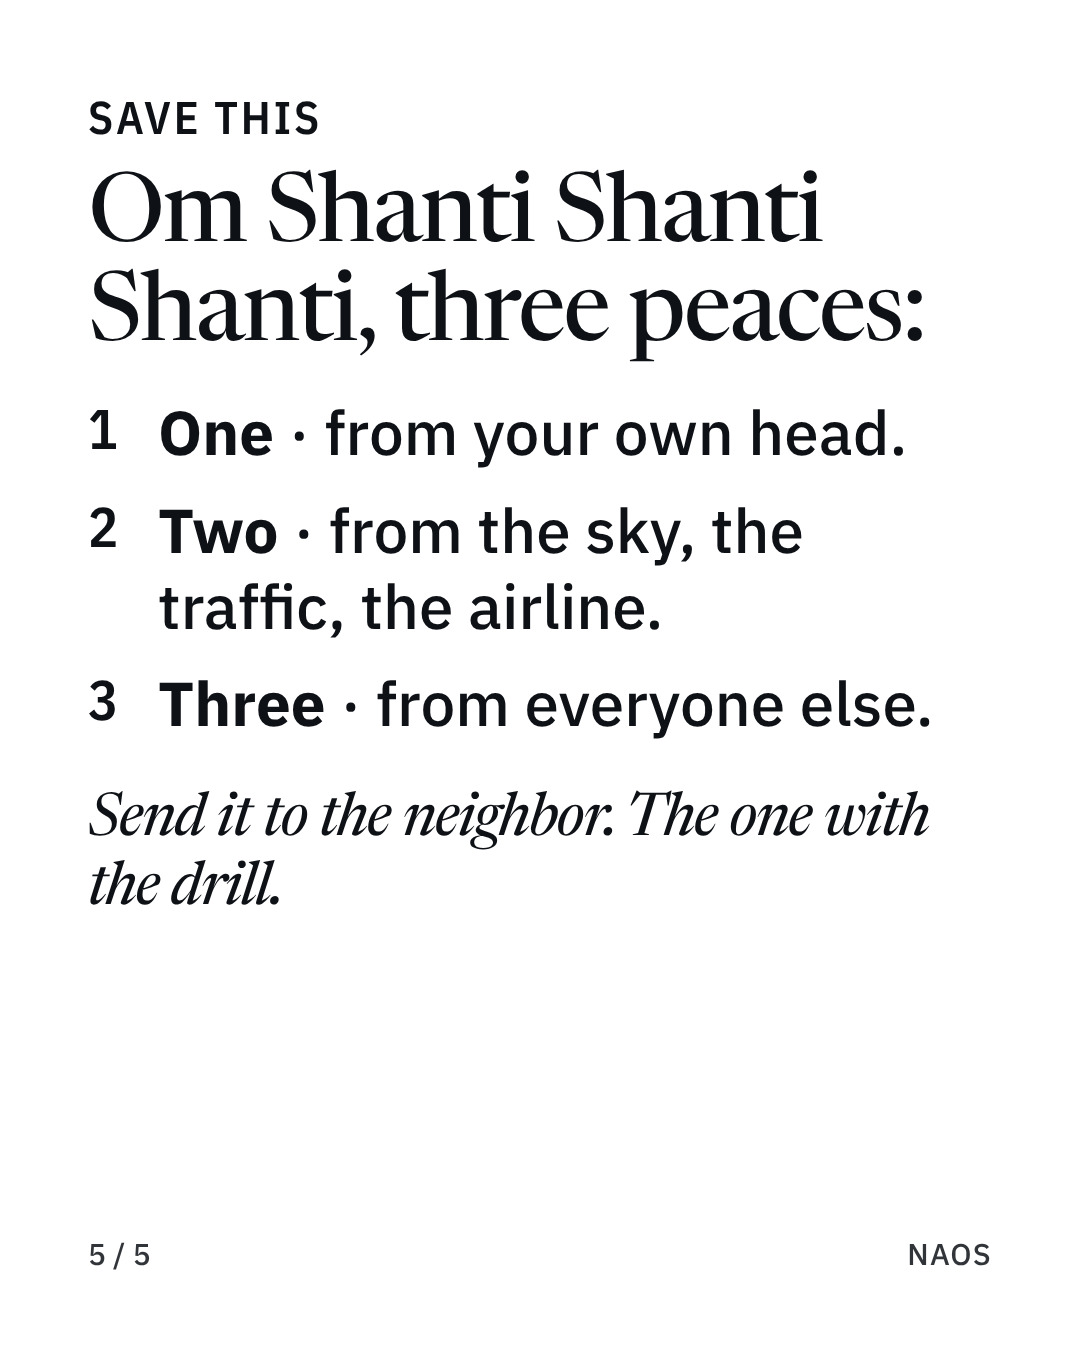 SAVE THIS
Om Shanti Shanti
Shanti, three peaces:
1 One · from your own head.
2 Two · from the sky, the
traffic, the airline.
3 Three · from everyone else.
Send it to the neighbor. The one with
the drill.
5 / 5 NAOS